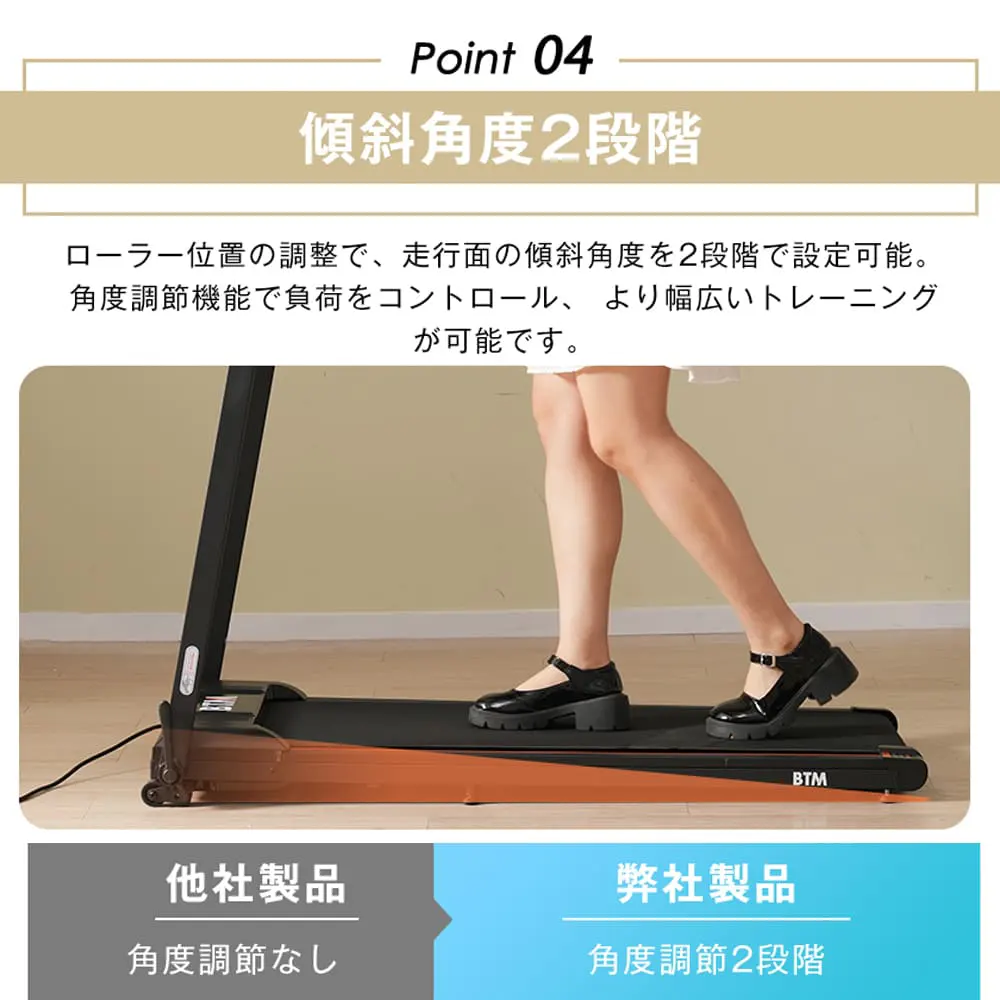 Point 04
傾斜角度2段階
ローラー位置の調整で、走行面の傾斜角度を2段階で設定可能。
角度調節機能で負荷をコントロール、 より幅広いトレーニング
が可能です。
BTM
BTM
他社製品
弊社製品
角度調節なし
角度調節2段階